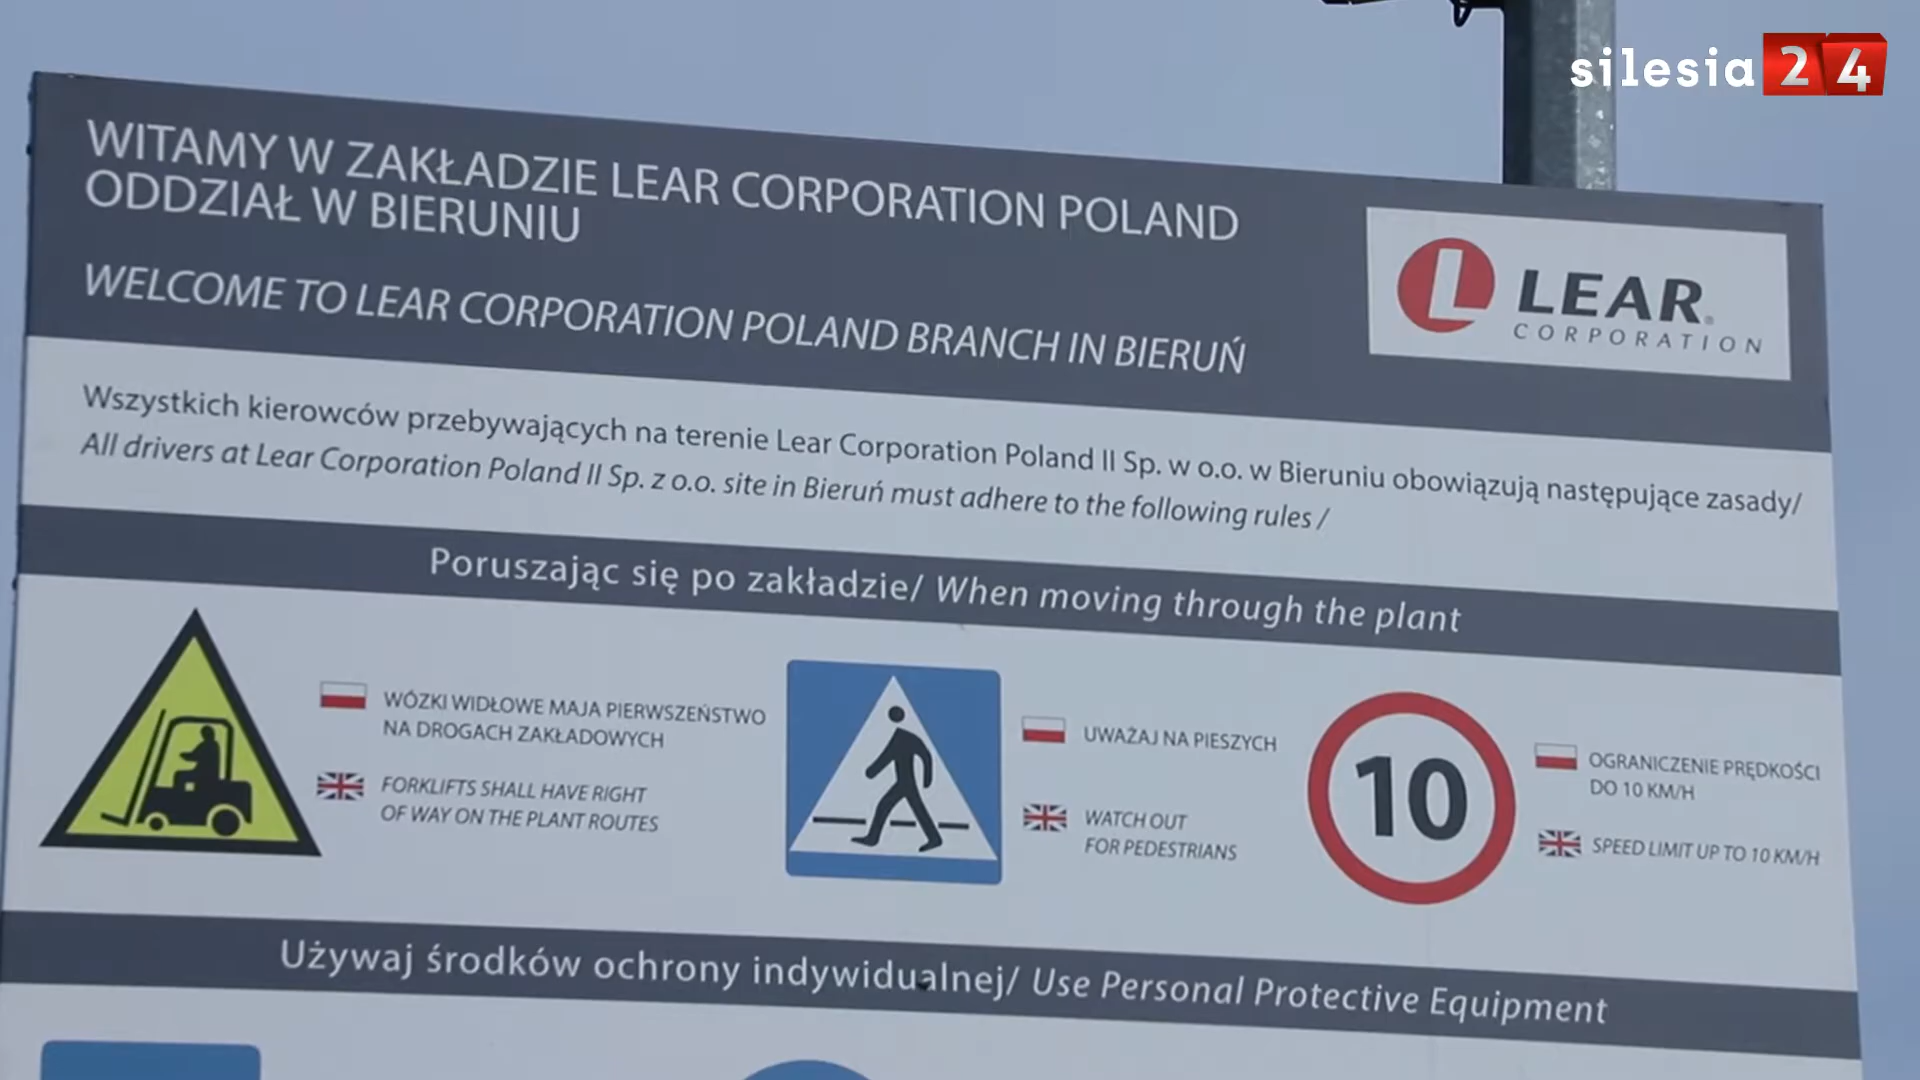 silesia 24
WITAMY W ZAKŁADZIE LEAR CORPORATION POLAND
ODDZIAŁ W BIERUNIU
WELCOME TO LEAR CORPORATION POLAND BRANCH IN BIERUŃ
L LEAR®
CORPORATION
Wszystkich kierowców przebywających na terenie Lear Corporation Poland II Sp. w o.o. w Bieruniu obowiązują następujące zasady/
All drivers at Lear Corporation Poland II Sp. z o.o. site in Bieruń must adhere to the following rules /
Poruszając się po zakładzie/ When moving through the plant
WÓZKI WIDŁOWE MAJA PIERWSZEŃSTWO
NA DROGACH ZAKŁADOWYCH
FORKLIFTS SHALL HAVE RIGHT
OF WAY ON THE PLANT ROUTES
UWAŻAJ NA PIESZYCH
WATCH OUT
FOR PEDESTRIANS
10
OGRANICZENIE PRĘDKOŚCI
DO 10 KM/H
SPEED LIMIT UP TO 10 KM/H
Używaj środków ochrony indywidualnej/ Use Personal Protective Equipment